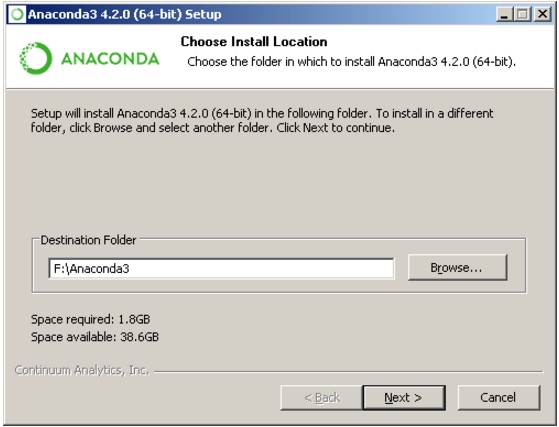 Anaconda3 4.2.0 (64-bit) Setup
ANACONDA
Choose Install Location
Choose the folder in which to install Anaconda3 4.2.0 (64-bit).
Setup will install Anaconda3 4.2.0 (64-bit) in the following folder. To install in a different
folder, click Browse and select another folder. Click Next to continue.
Destination Folder
F:\Anaconda3
Browse...
Space required: 1.8GB
Space available: 38.6GB
Continuum Analytics, Inc.
< Back
Next >
Cancel